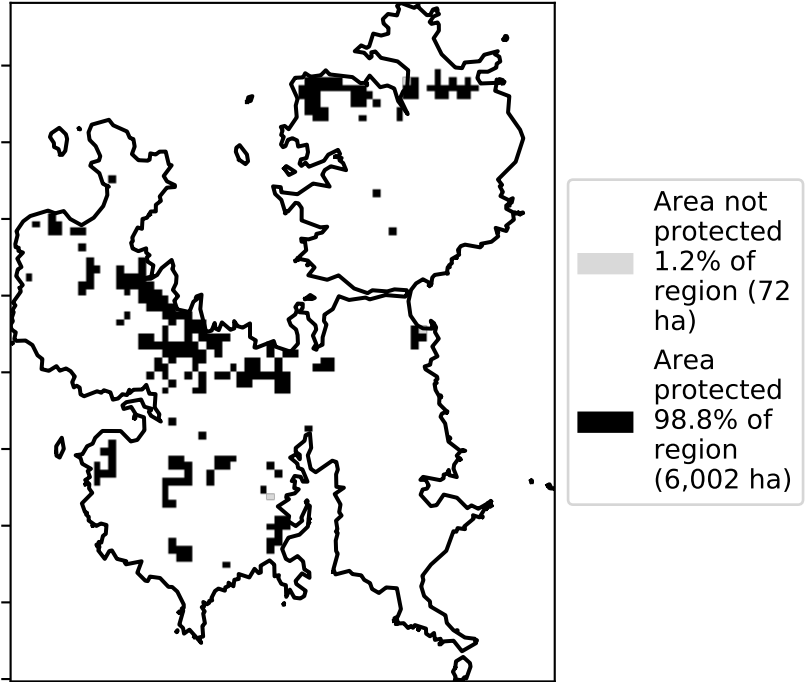 Area not
protected
1.2% of
region (72
ha)
Area
protected
98.8% of
region
(6,002 ha)